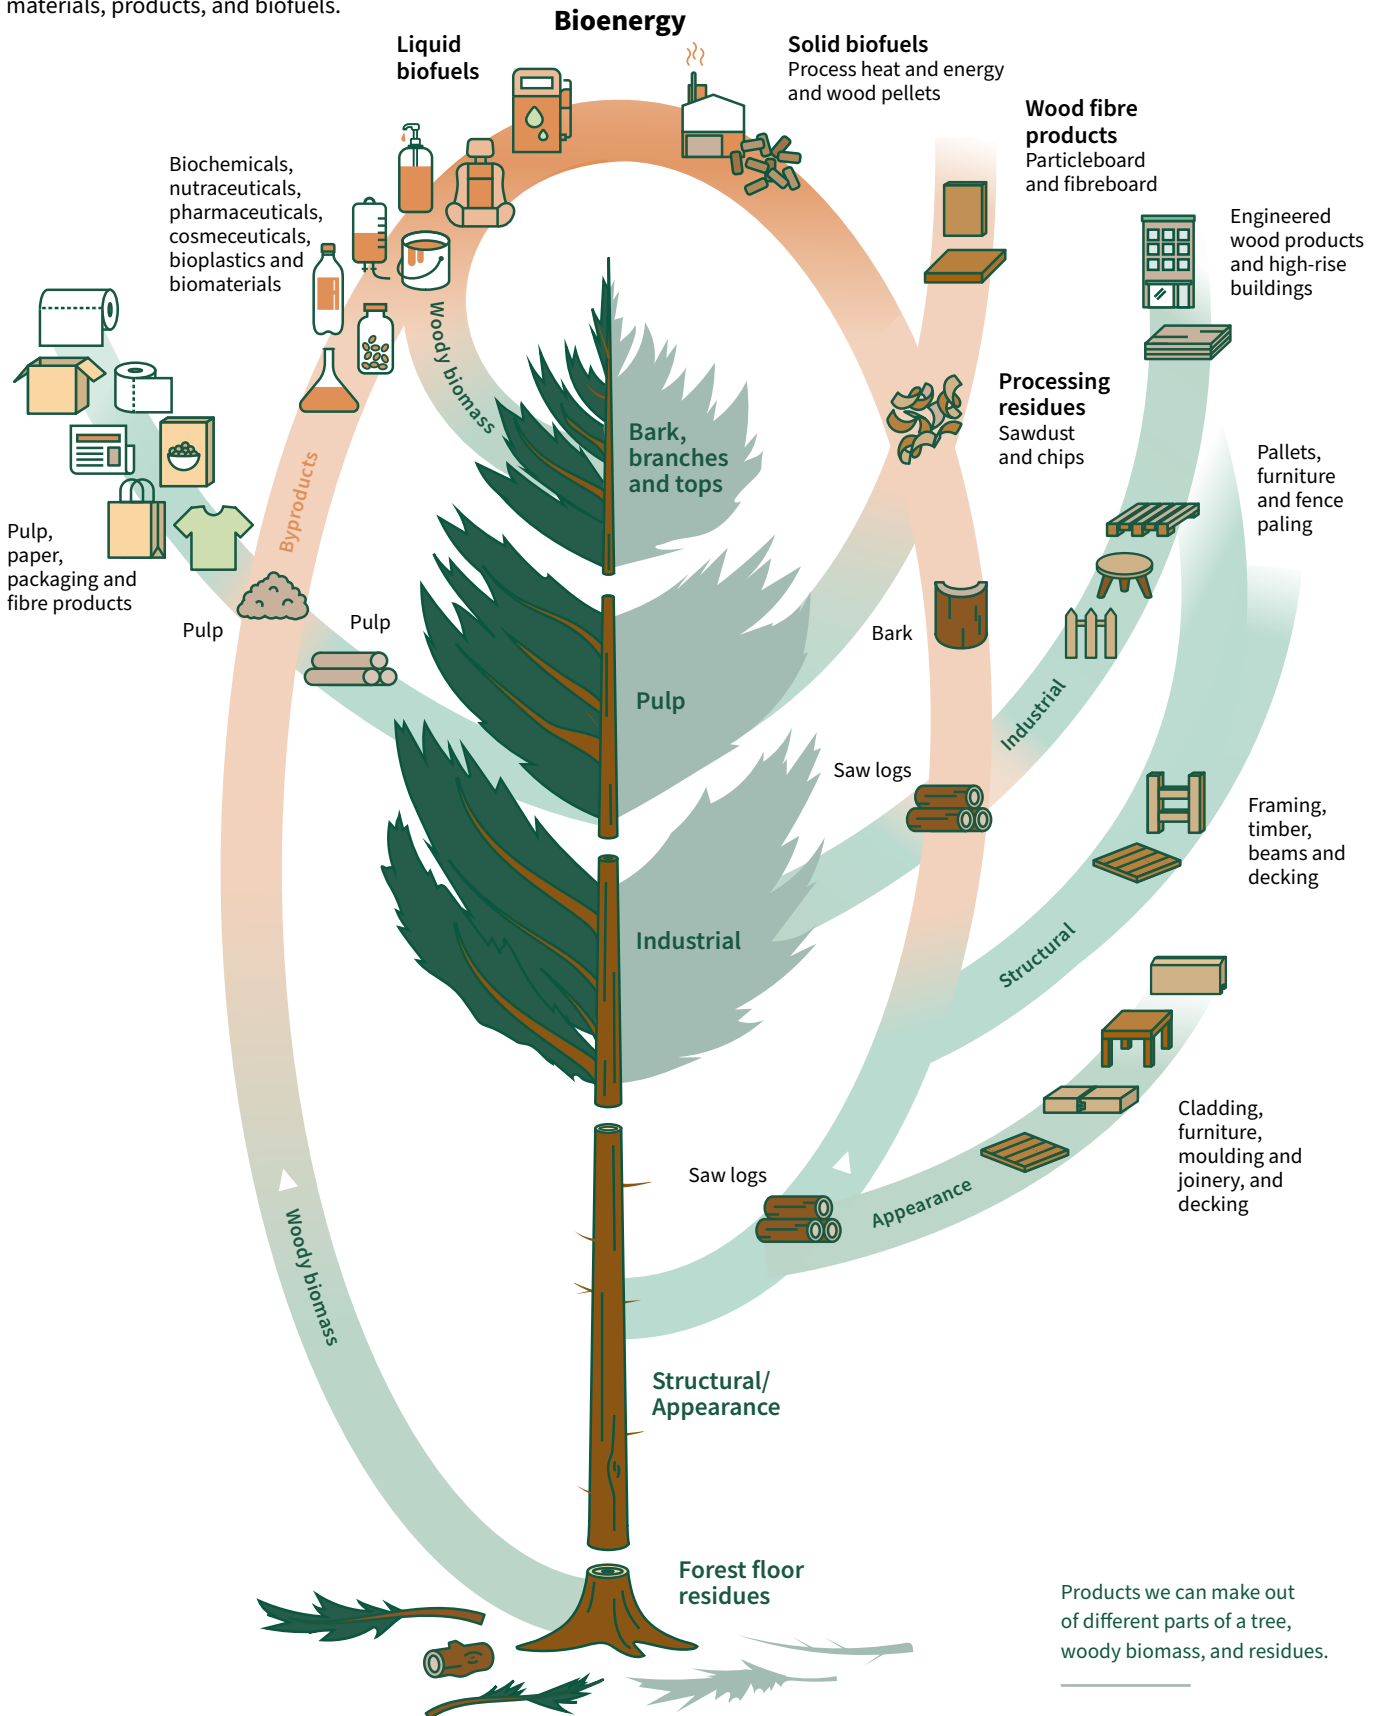 materials, products, and biofuels.
Bioenergy
Liquid
biofuels
Solid biofuels
Process heat and energy
and wood pellets
Wood fibre
products
Particleboard
and fibreboard
Biochemicals,
nutraceuticals,
pharmaceuticals,
cosmeceuticals,
bioplastics and
biomaterials
Engineered
wood products
and high-rise
buildings
Woody biomass
Processing
residues
Sawdust
and chips
Bark,
branches
and tops
Byproducts
Pallets,
furniture
and fence
paling
Pulp,
paper,
packaging and
fibre products
Pulp
Pulp
Bark
Pulp
Industrial
Saw logs
Framing,
timber,
beams and
decking
Industrial
Structural
Cladding,
furniture,
moulding and
joinery, and
decking
Saw logs
Appearance
Woody biomass
Structural/
Appearance
Forest floor
residues
Products we can make out
of different parts of a tree,
woody biomass, and residues.